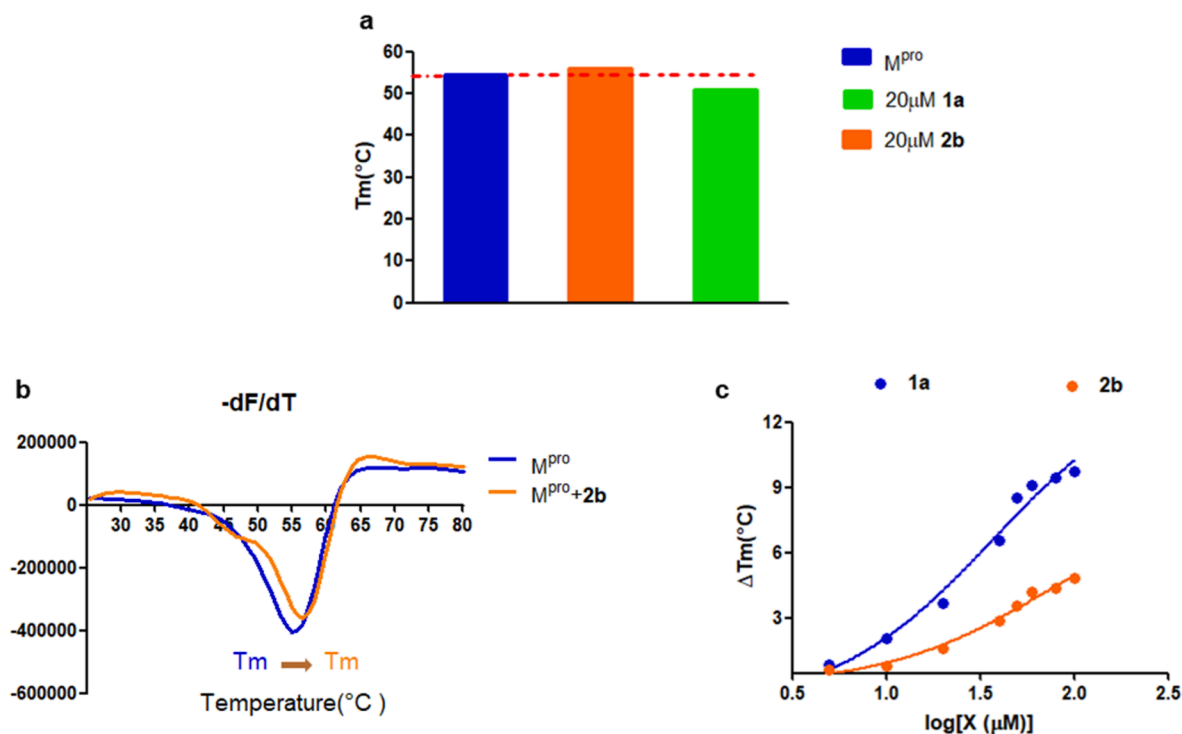 a
60
50
40
30
20
10
0
Tm(°C)
Mᵖʳᵒ
20μM 1a
20μM 2b
b
-dF/dT
200000
0
-200000
-400000
-600000
30 35 40 45 50 55 60 65 70 75 80
Mᵖʳᵒ
Mᵖʳᵒ+2b
Tm Tm
Temperature(°C )
c
1a 2b
12
9
6
3
ΔTm(°C)
0.5 1.0 1.5 2.0 2.5
log[X (μM)]